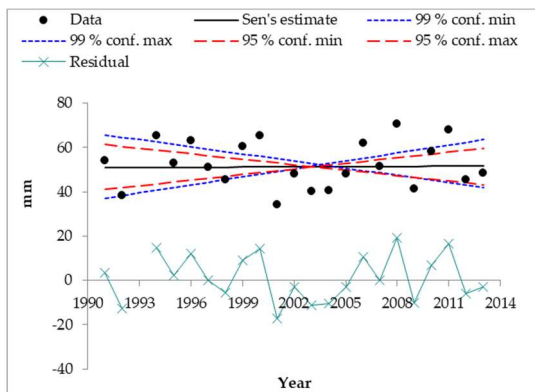 Data Sen's estimate 99 % conf. min
99 % conf. max 95 % conf. min 95 % conf. max
Residual
80
60
40
20
0
-20
-40
mm
1990 1993 1996 1999 2002 2005 2008 2011 2014
Year